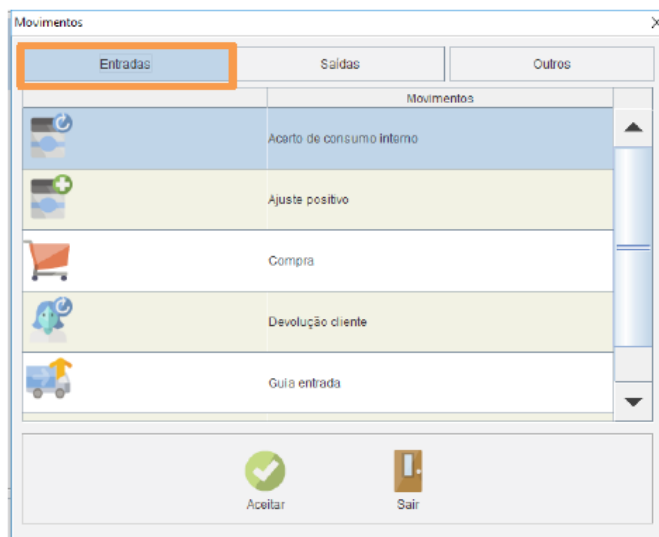 Movimentos
Entradas Saídas Outros
Movimentos
Acerto de consumo interno
Ajuste positivo
Compra
Devolução cliente
Guia entrada
Aceitar Sair